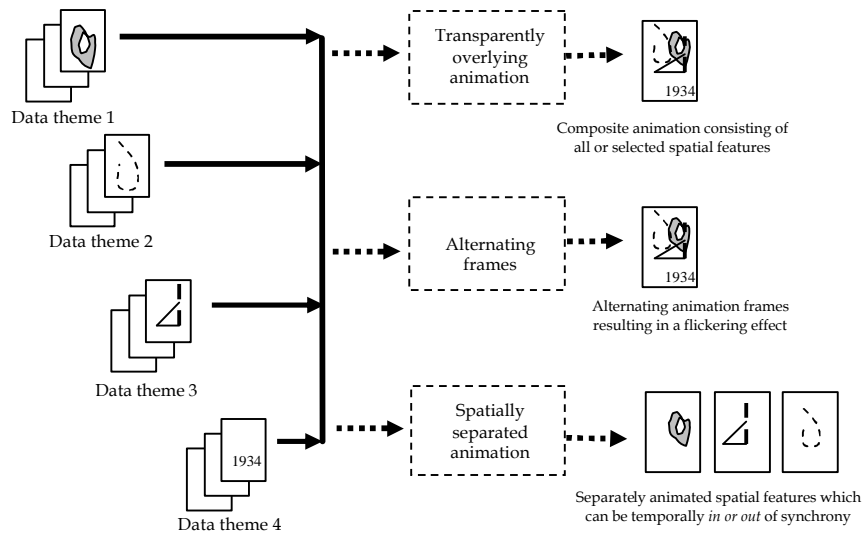 Data theme 1
Data theme 2
Data theme 3
1934
Data theme 4
Transparently
overlying
animation
1934
Composite animation consisting of
all or selected spatial features
Alternating
frames
1934
Alternating animation frames
resulting in a flickering effect
Spatially
separated
animation
Separately animated spatial features which
can be temporally in or out of synchrony